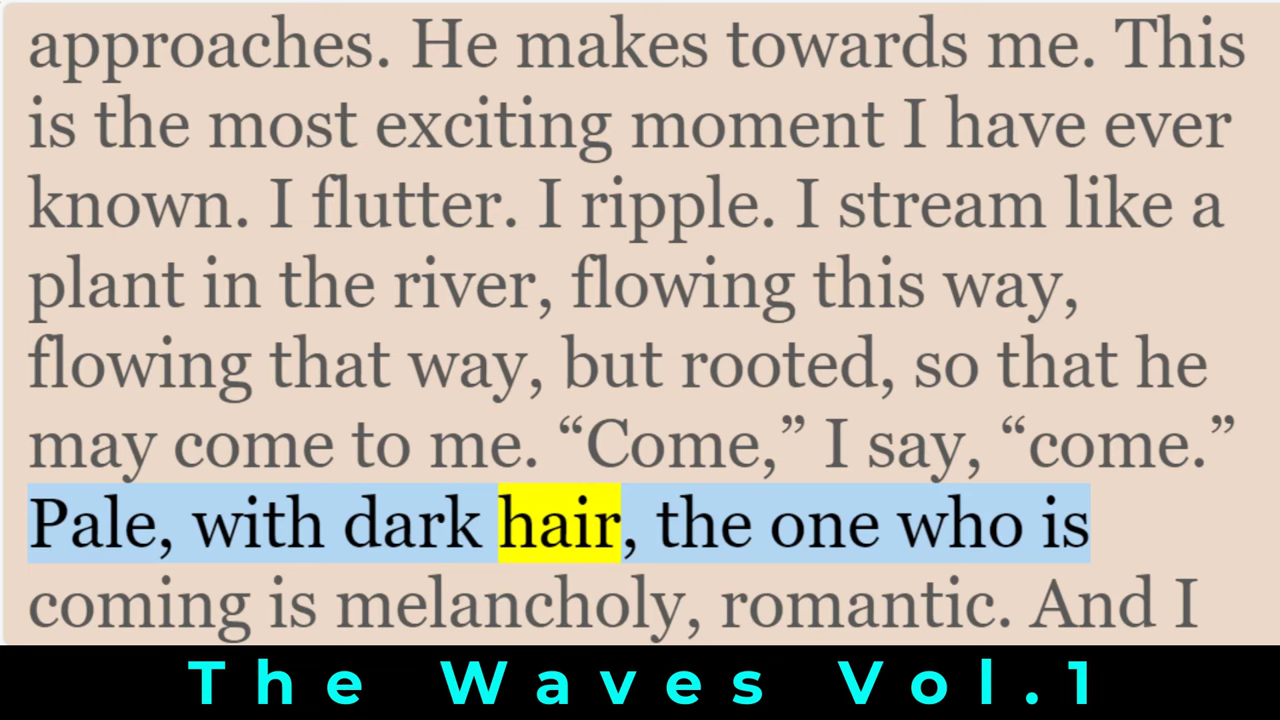 approaches. He makes towards me. This
is the most exciting moment I have ever
known. I flutter. I ripple. I stream like a
plant in the river, flowing this way,
flowing that way, but rooted, so that he
may come to me. “Come,” I say, “come.”
Pale, with dark hair, the one who is
coming is melancholy, romantic. And I
The Waves Vol.1